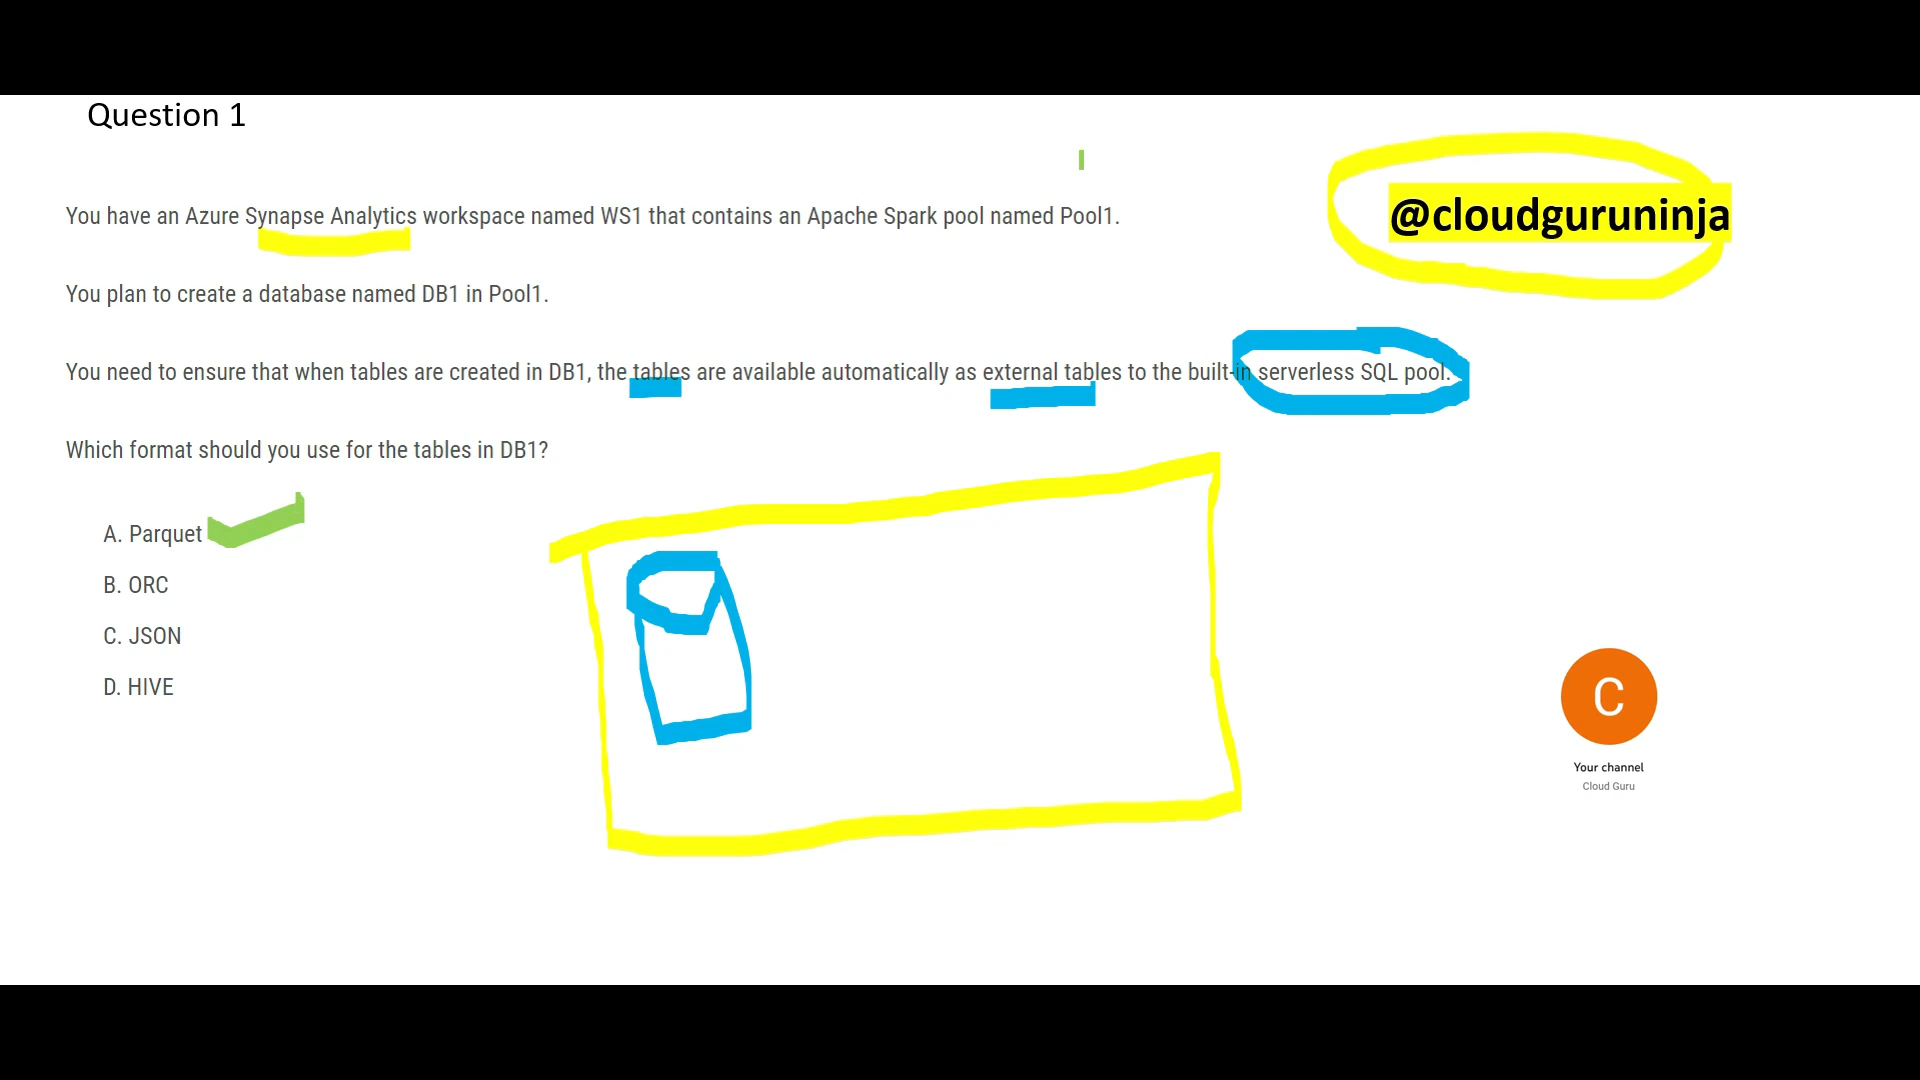 Question 1
@cloudguruninja
You have an Azure Synapse Analytics workspace named WS1 that contains an Apache Spark pool named Pool1.
You plan to create a database named DB1 in Pool1.
You need to ensure that when tables are created in DB1, the tables are available automatically as external tables to the built-in serverless SQL pool.
Which format should you use for the tables in DB1?
A. Parquet
B. ORC
C. JSON
D. HIVE
C
Your channel
Cloud Guru